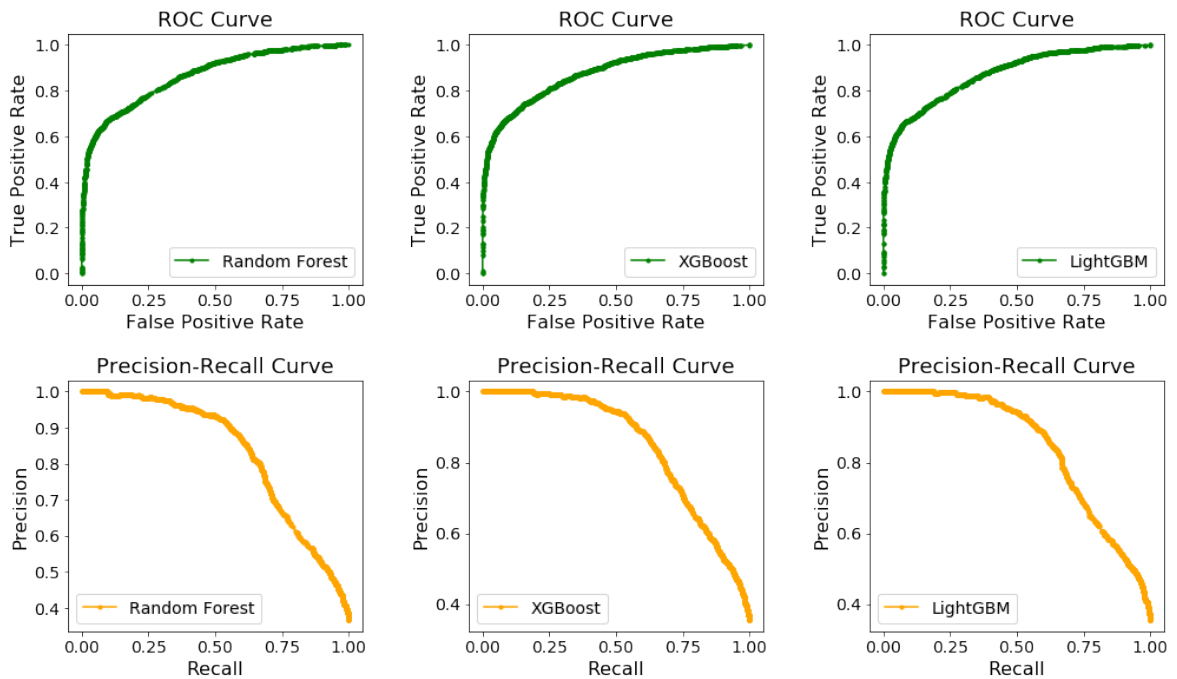 ROC Curve
1.0
0.8
0.6
0.4
0.2
0.0
True Positive Rate
Random Forest
0.00 0.25 0.50 0.75 1.00
False Positive Rate
ROC Curve
1.0
0.8
0.6
0.4
0.2
0.0
True Positive Rate
XGBoost
0.00 0.25 0.50 0.75 1.00
False Positive Rate
ROC Curve
1.0
0.8
0.6
0.4
0.2
0.0
True Positive Rate
LightGBM
0.00 0.25 0.50 0.75 1.00
False Positive Rate
Precision-Recall Curve
1.0
0.9
0.8
0.7
0.6
0.5
0.4
Precision
Random Forest
0.00 0.25 0.50 0.75 1.00
Recall
Precision-Recall Curve
1.0
0.8
0.6
0.4
Precision
XGBoost
0.00 0.25 0.50 0.75 1.00
Recall
Precision-Recall Curve
1.0
0.8
0.6
0.4
Precision
LightGBM
0.00 0.25 0.50 0.75 1.00
Recall